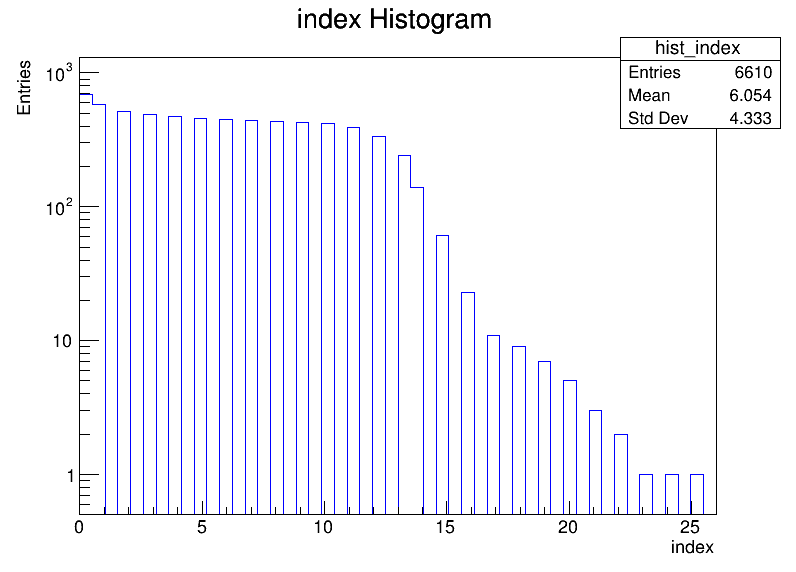 index Histogram
hist_index
Entries 6610
Mean 6.054
Std Dev 4.333
Entries
10³
10²
10
1
0 5 10 15 20 25
index